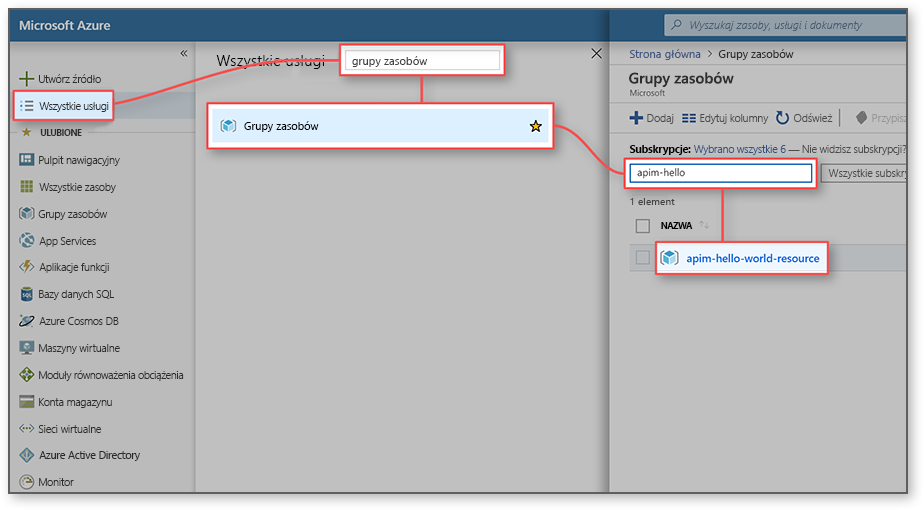 Microsoft Azure
Wyszukaj zasoby, usługi i dokumenty
«
Utwórz źródło
Wszystkie usługi
ULUBIONE
Pulpit nawigacyjny
Wszystkie zasoby
Grupy zasobów
App Services
Aplikacje funkcji
Bazy danych SQL
Azure Cosmos DB
Maszyny wirtualne
Moduły równoważenia obciążenia
Konta magazynu
Sieci wirtualne
Azure Active Directory
Monitor
Wszystkie usługi
grupy zasobów
Grupy zasobów
Strona główna > Grupy zasobów
Grupy zasobów
Microsoft
Dodaj Edytuj kolumny Odśwież Przypisz
Subskrypcje: Wybrano wszystkie 6 — Nie widzisz subskrypcji?
apim-hello Wszystkie subskry
1 element
NAZWA
apim-hello-world-resource